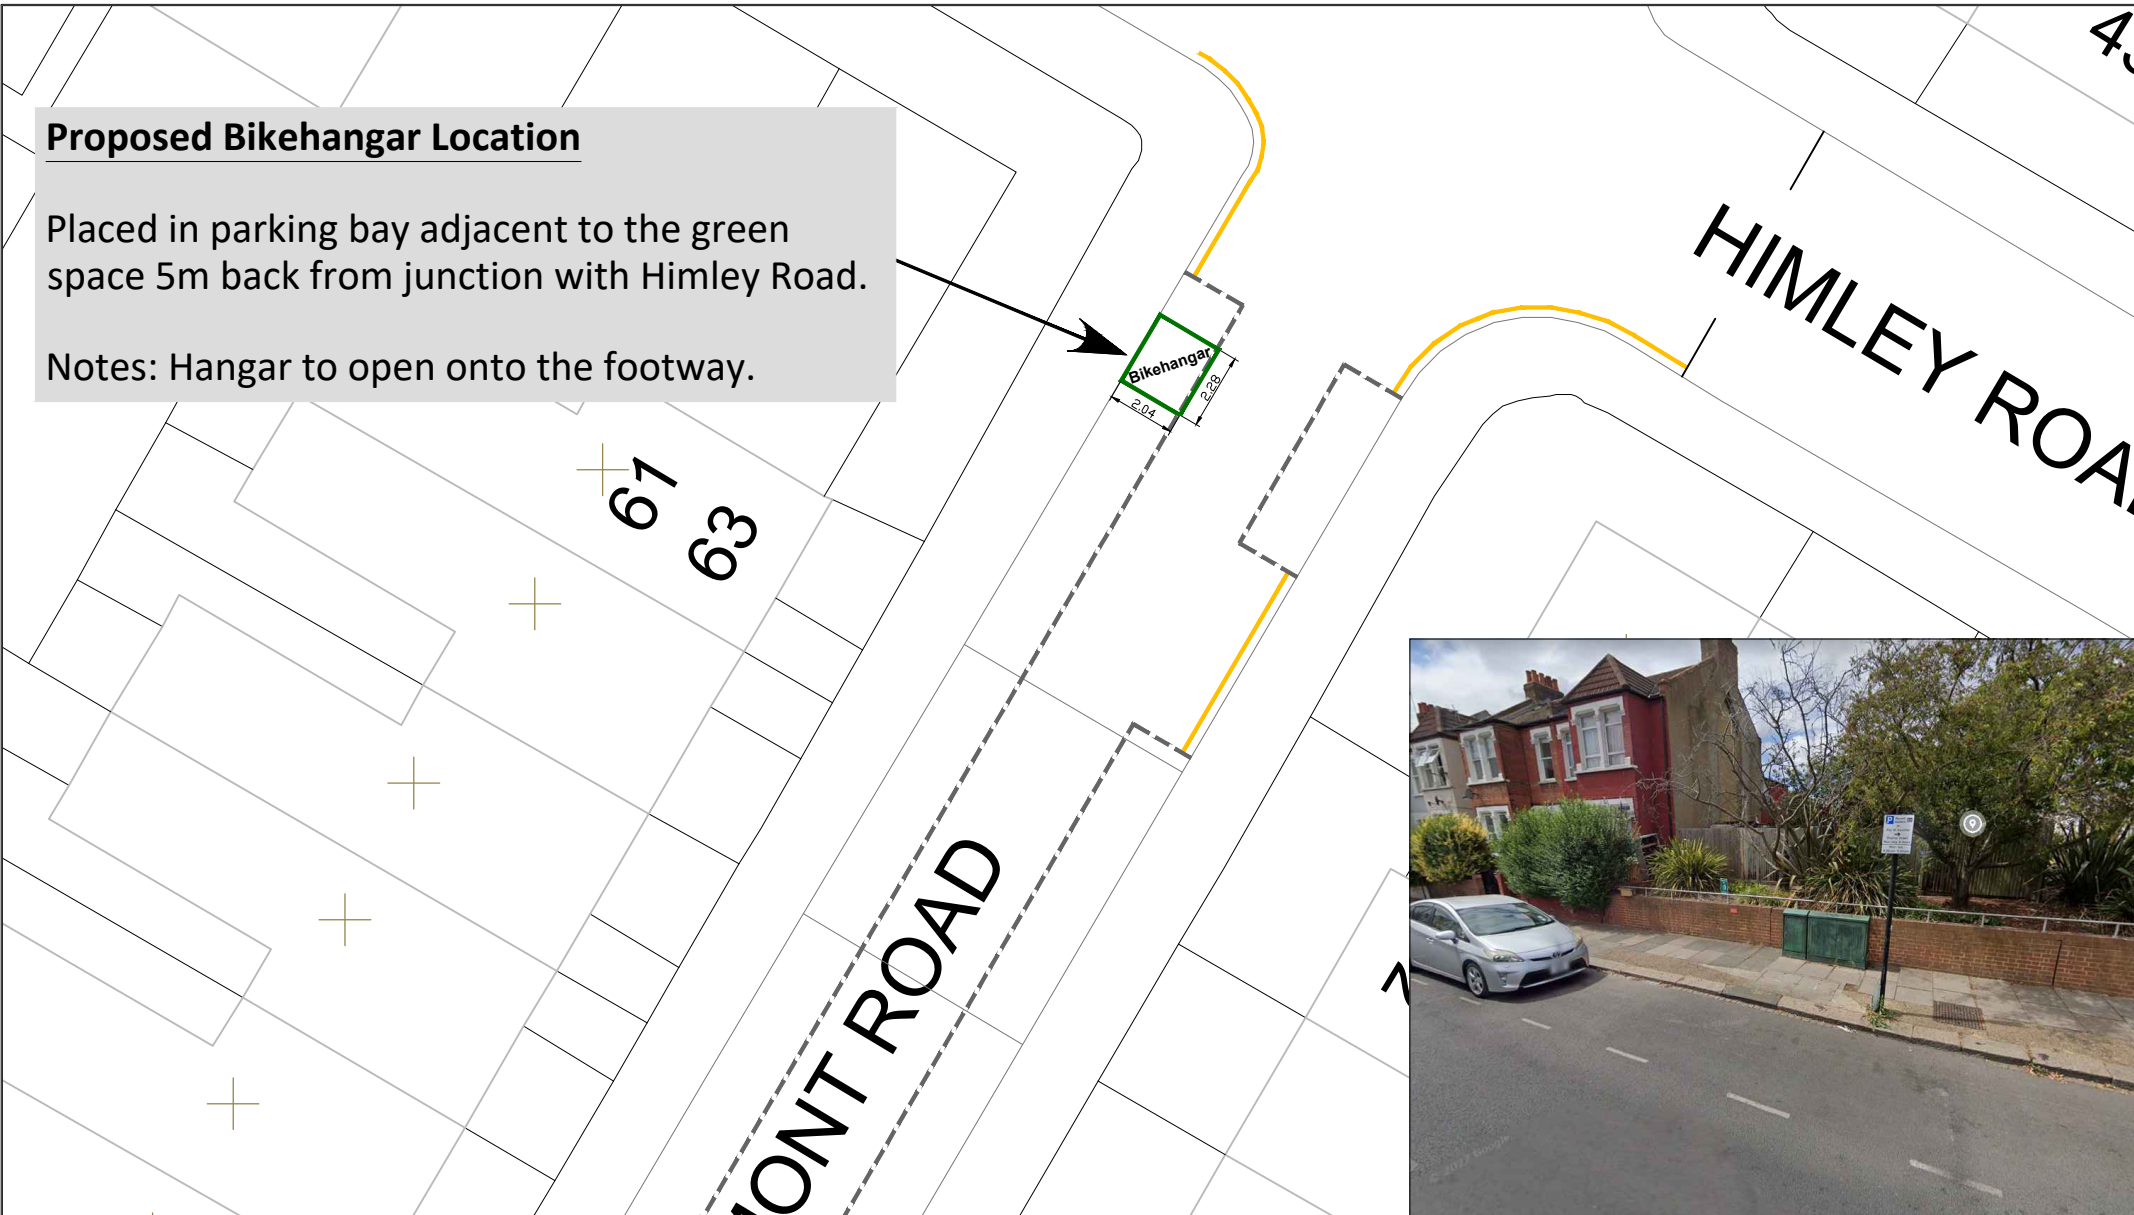 Proposed Bikehangar Location
Placed in parking bay adjacent to the green
space 5m back from junction with Himley Road.
Notes: Hangar to open onto the footway.
Bikehangar
2.04
2.28
HIMLEY ROA
61
63
MONT ROAD
P